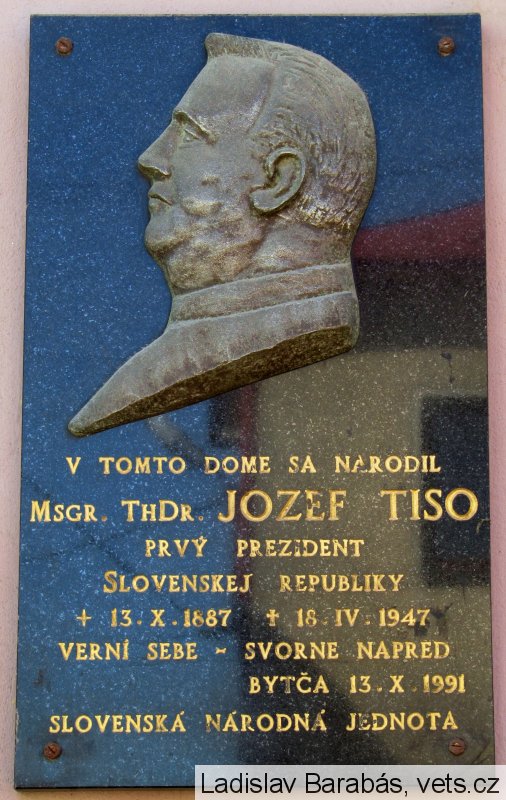 V TOMTO DOME SA NARODIL
MSGR. THDR. JOZEF TISO
PRVÝ PREZIDENT
SLOVENSKEJ REPUBLIKY
+ 13.X.1887 ✝ 18.IV.1947
VERNÍ SEBE - SVORNE NAPRED
BYTČA 13.X.1991
SLOVENSKÁ NÁRODNÁ JEDNOTA
Ladislav Barabás, vets.cz